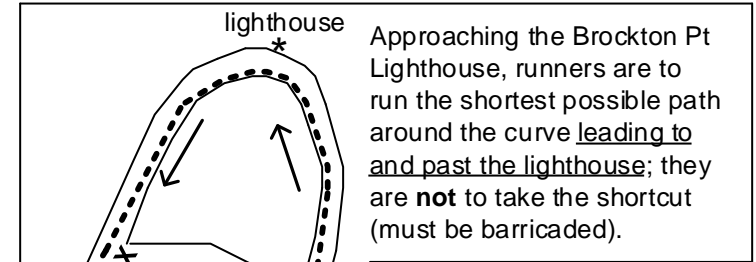 lighthouse
*
Approaching the Brockton Pt
Lighthouse, runners are to
run the shortest possible path
around the curve leading to
and past the lighthouse; they
are not to take the shortcut
(must be barricaded).
X